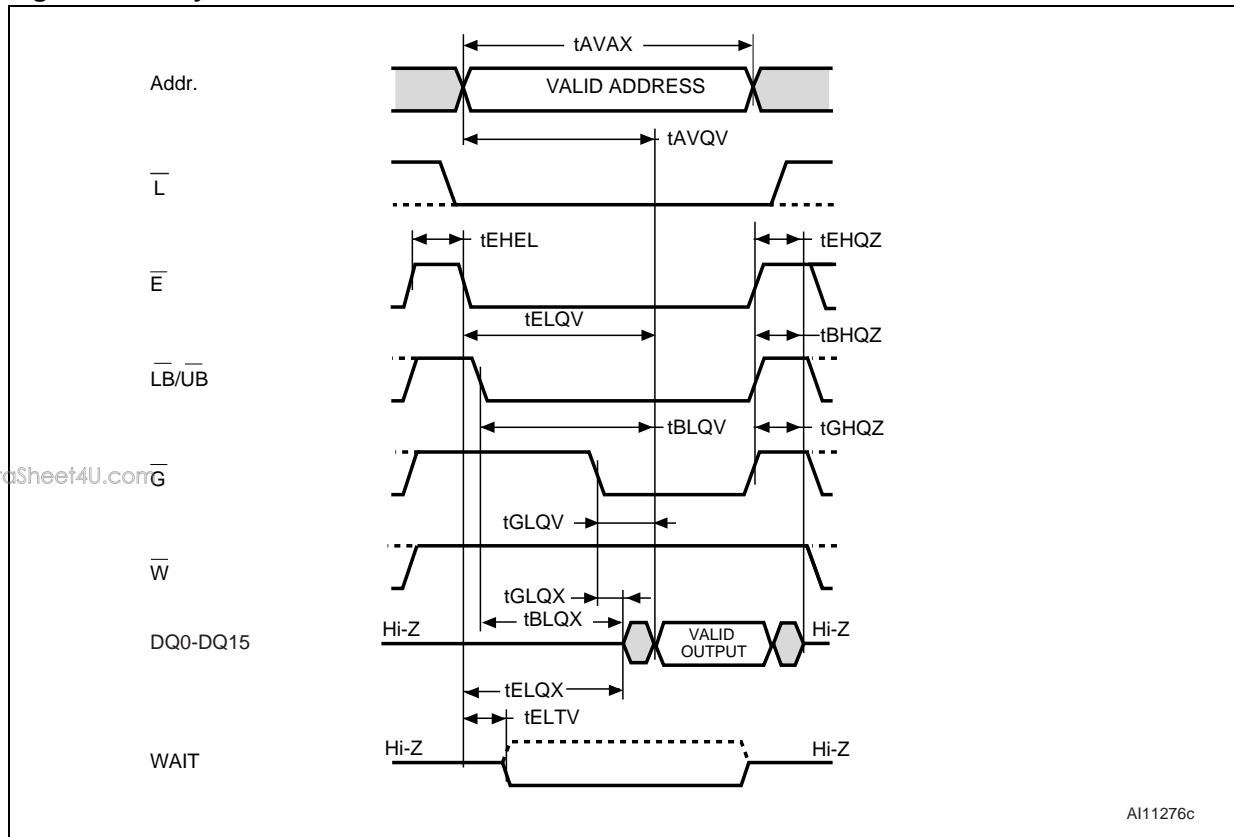 tAVAX
Addr.
VALID ADDRESS
tAVQV
L
tEHEL
tEHQZ
E
tELQV
tBHQZ
LB/UB
tBLQV
tGHQZ
aSheet4U.com
G
tGLQV
W
tGLQX
tBLQX
DQ0-DQ15
Hi-Z
VALID
OUTPUT
Hi-Z
tELQX
tELTV
WAIT
Hi-Z
Hi-Z
AI11276c